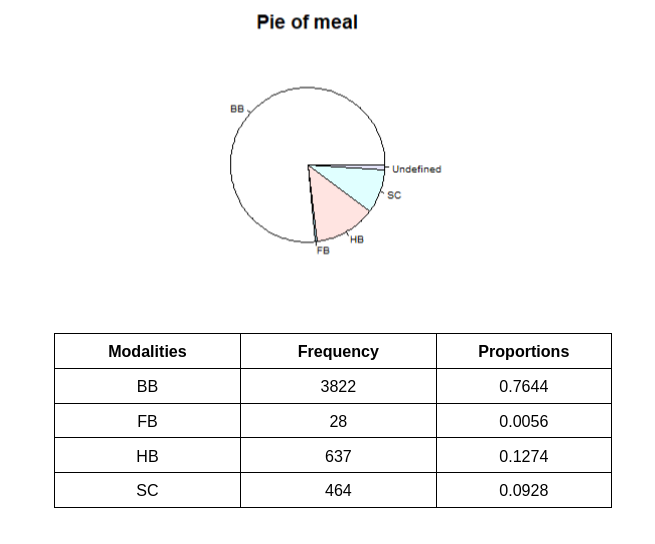 Pie of meal
BB
Undefined
SC
HB
FB
Modalities Frequency Proportions
BB 3822 0.7644
FB 28 0.0056
HB 637 0.1274
SC 464 0.0928